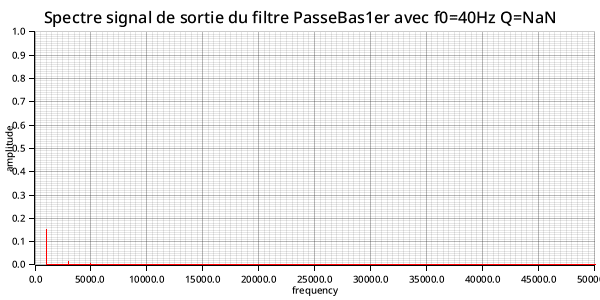 Spectre signal de sortie du filtre PasseBas1er avec f0=40Hz Q=NaN
1.0
0.9
0.8
0.7
0.6
0.5
0.4
0.3
0.2
0.1
0.0
amplitude
0.0 5000.0 10000.0 15000.0 20000.0 25000.0 30000.0 35000.0 40000.0 45000.0 5000
frequency